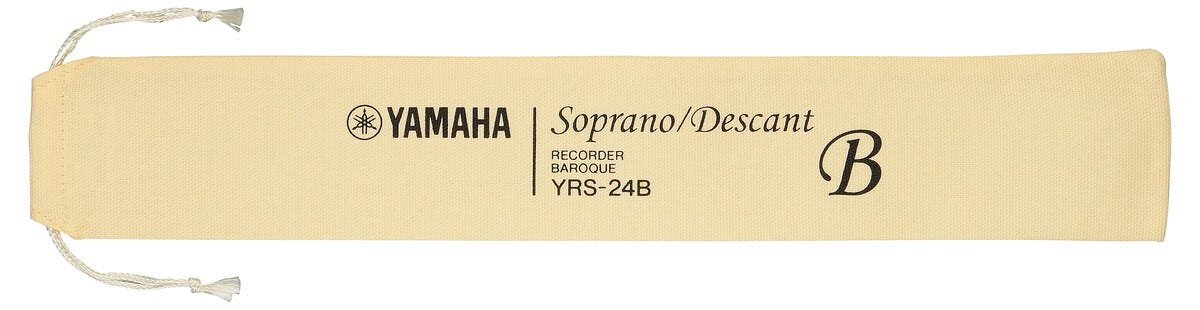 YAMAHA
Soprano/Descant
RECORDER
BAROQUE
YRS-24B
B